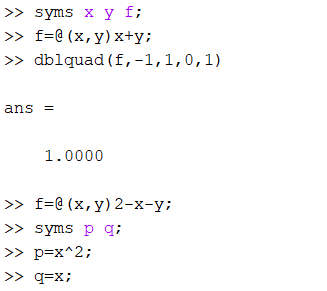 >> syms x y f;
>> f=@(x,y)x+y;
>> dblquad(f,-1,1,0,1)
ans =
1.0000
>> f=@(x,y)2-x-y;
>> syms p q;
>> p=x^2;
>> q=x;